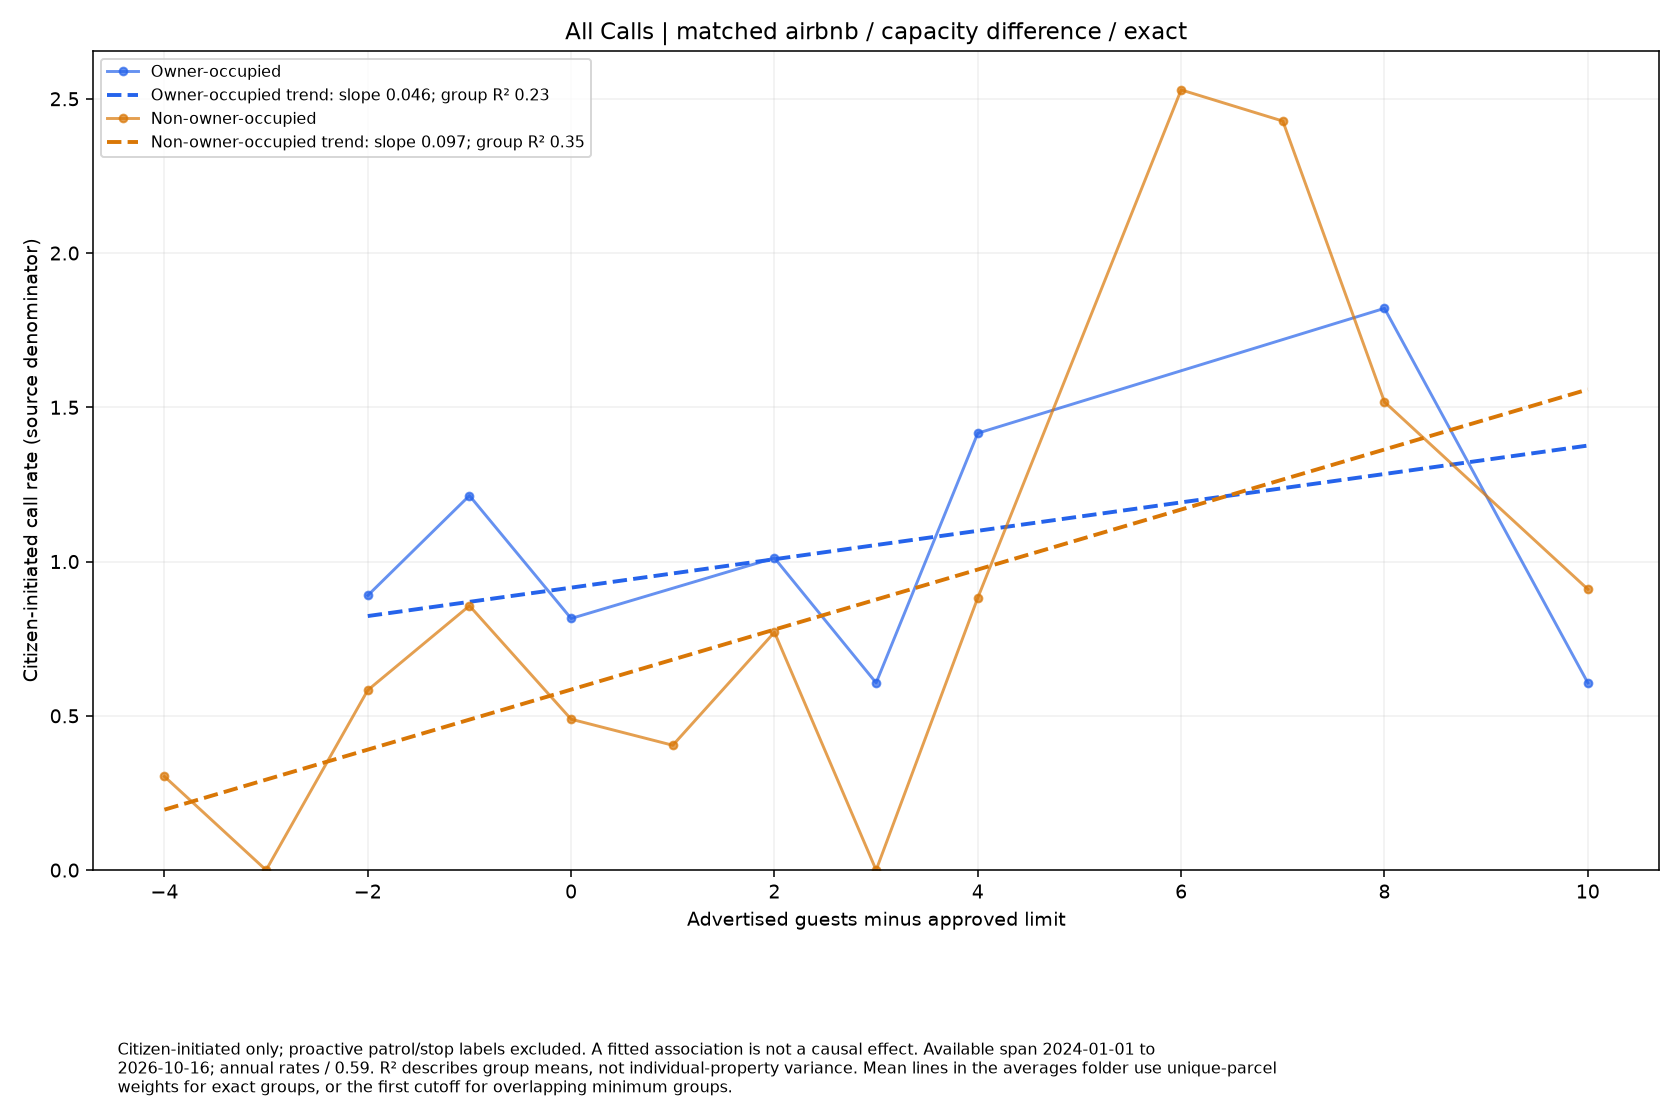 All Calls | matched airbnb / capacity difference / exact
Owner-occupied
Owner-occupied trend: slope 0.046; group R² 0.23
Non-owner-occupied
Non-owner-occupied trend: slope 0.097; group R² 0.35
Citizen-initiated call rate (source denominator)
2.5
2.0
1.5
1.0
0.5
0.0
−4 −2 0 2 4 6 8 10
Advertised guests minus approved limit
Citizen-initiated only; proactive patrol/stop labels excluded. A fitted association is not a causal effect. Available span 2024-01-01 to
2026-10-16; annual rates / 0.59. R² describes group means, not individual-property variance. Mean lines in the averages folder use unique-parcel
weights for exact groups, or the first cutoff for overlapping minimum groups.